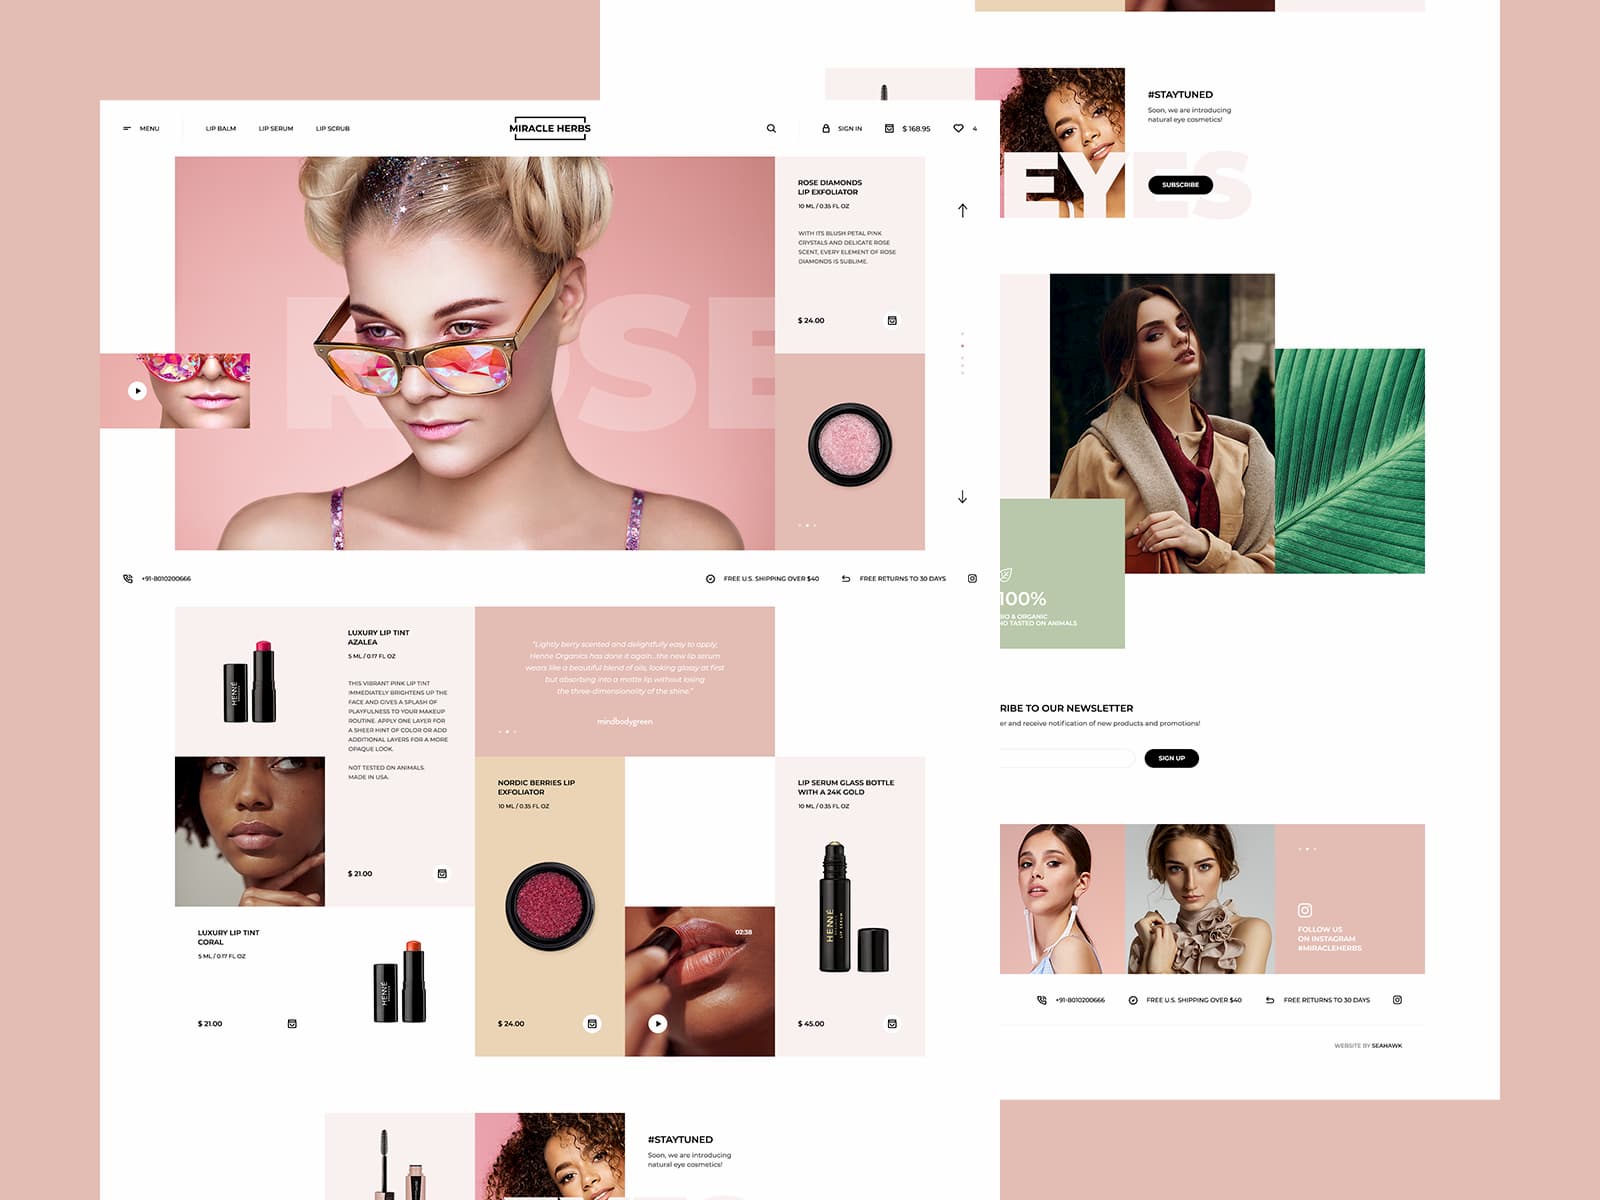 MENU
LIP BALM
LIP SERUM
LIP SCRUB
MIRACLE HERBS
SIGN IN
$ 168.95
4
ROSE
ROSE DIAMONDS
LIP EXFOLIATOR
10 ML / 0.35 FL OZ
WITH ITS BLUSH PETAL PINK
CRYSTALS AND DELICATE ROSE
SCENT, EVERY ELEMENT OF ROSE
DIAMONDS IS SUBLIME.
$ 24.00
+91-8010200666
FREE U.S. SHIPPING OVER $40
FREE RETURNS TO 30 DAYS
HENNÉ
LUXURY LIP TINT
AZALEA
5 ML / 0.17 FL OZ
THIS VIBRANT PINK LIP TINT
IMMEDIATELY BRIGHTENS UP THE
FACE AND GIVES A SPLASH OF
PLAYFULNESS TO YOUR MAKEUP
ROUTINE. APPLY ONE LAYER FOR
A SHEER HINT OF COLOR OR ADD
ADDITIONAL LAYERS FOR A MORE
OPAQUE LOOK.
NOT TESTED ON ANIMALS.
MADE IN USA.
$ 21.00
"Lightly berry scented and delightfully easy to apply,
Henne Organics has done it again...the new lip serum
wears like a beautiful blend of oils, looking glossy at first
but absorbing into a matte lip without losing
the three-dimensionality of the shine."
mindbodygreen
LUXURY LIP TINT
CORAL
5 ML / 0.17 FL OZ
$ 21.00
HENNÉ
NORDIC BERRIES LIP
EXFOLIATOR
10 ML / 0.35 FL OZ
$ 24.00
02:38
LIP SERUM GLASS BOTTLE
WITH A 24K GOLD
10 ML / 0.35 FL OZ
HENNÉ
LIP SERUM
$ 45.00
#STAYTUNED
Soon, we are introducing
natural eye cosmetics!
#STAYTUNED
Soon, we are introducing
natural eye cosmetics!
EYES
SUBSCRIBE
100%
BIO & ORGANIC
NO TASTED ON ANIMALS
RIBE TO OUR NEWSLETTER
er and receive notification of new products and promotions!
SIGN UP
FOLLOW US
ON INSTAGRAM
#MIRACLEHERBS
+91-8010200666
FREE U.S. SHIPPING OVER $40
FREE RETURNS TO 30 DAYS
WEBSITE BY SEAHAWK